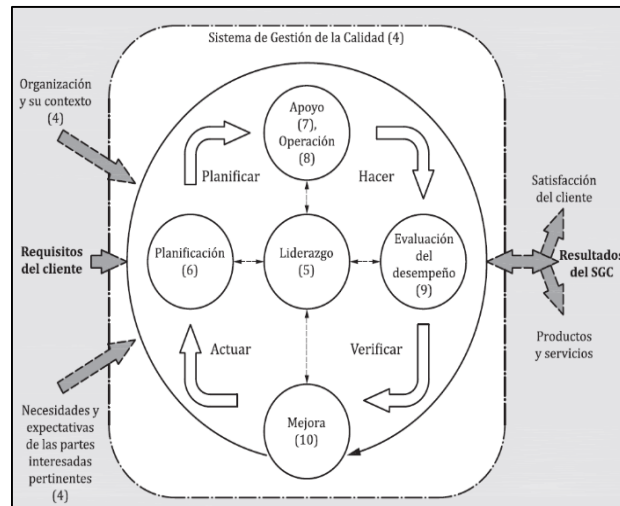 Sistema de Gestión de la Calidad (4)
Organización
y su contexto
(4)
Apoyo
(7),
Operación
(8)
Planificar
Hacer
Satisfacción
del cliente
Requisitos
del cliente
Planificación
(6)
Liderazgo
(5)
Evaluación
del
desempeño
(9)
Resultados
del SGC
Actuar
Verificar
Productos
y servicios
Necesidades y
expectativas
de las partes
interesadas
pertinentes
(4)
Mejora
(10)